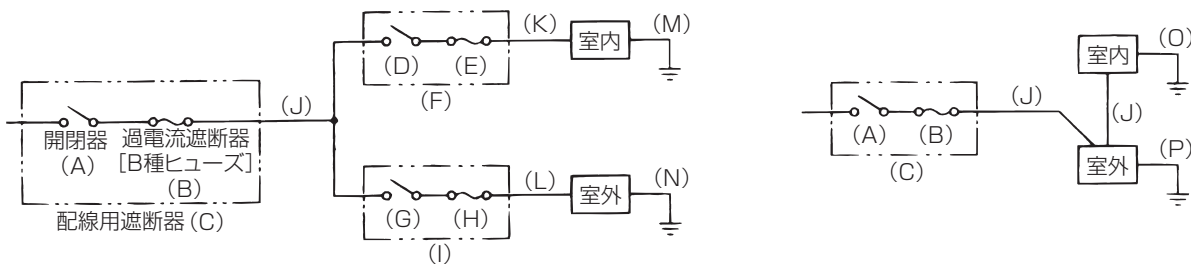 (K)
(M)
室内
(D)
(E)
(F)
(J)
開閉器
(A)
過電流遮断器
[B種ヒューズ]
(B)
配線用遮断器(C)
(L)
(N)
室外
(G)
(H)
(I)
(O)
室内
(J)
(J)
(A)
(B)
(C)
(P)
室外